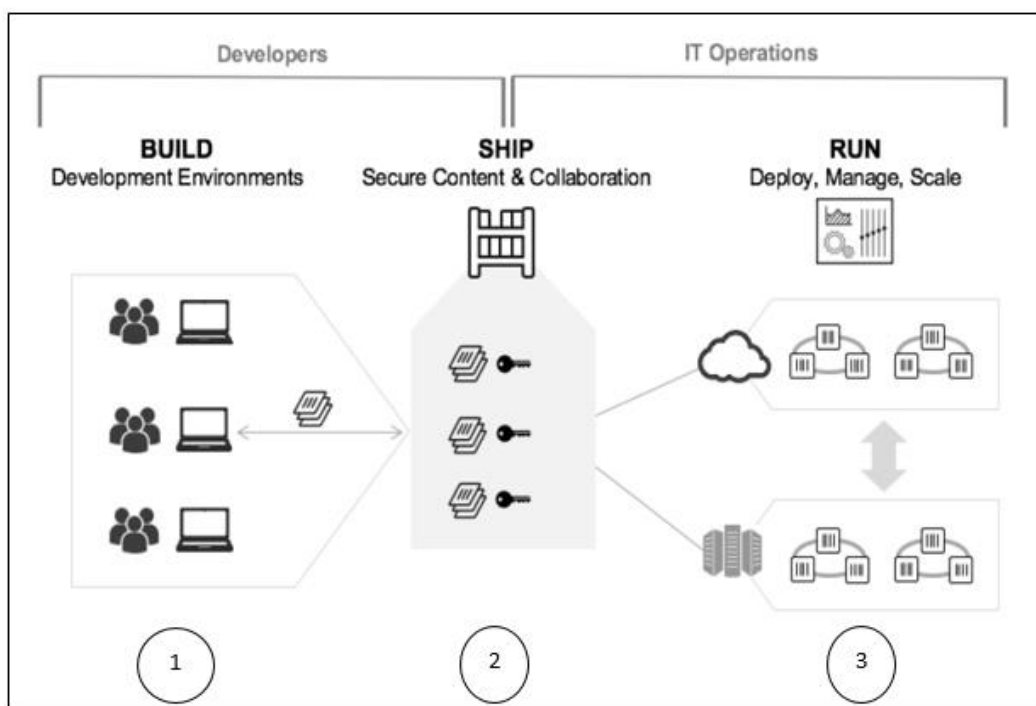 Developers
IT Operations
BUILD
Development Environments
SHIP
Secure Content & Collaboration
RUN
Deploy, Manage, Scale
1
2
3